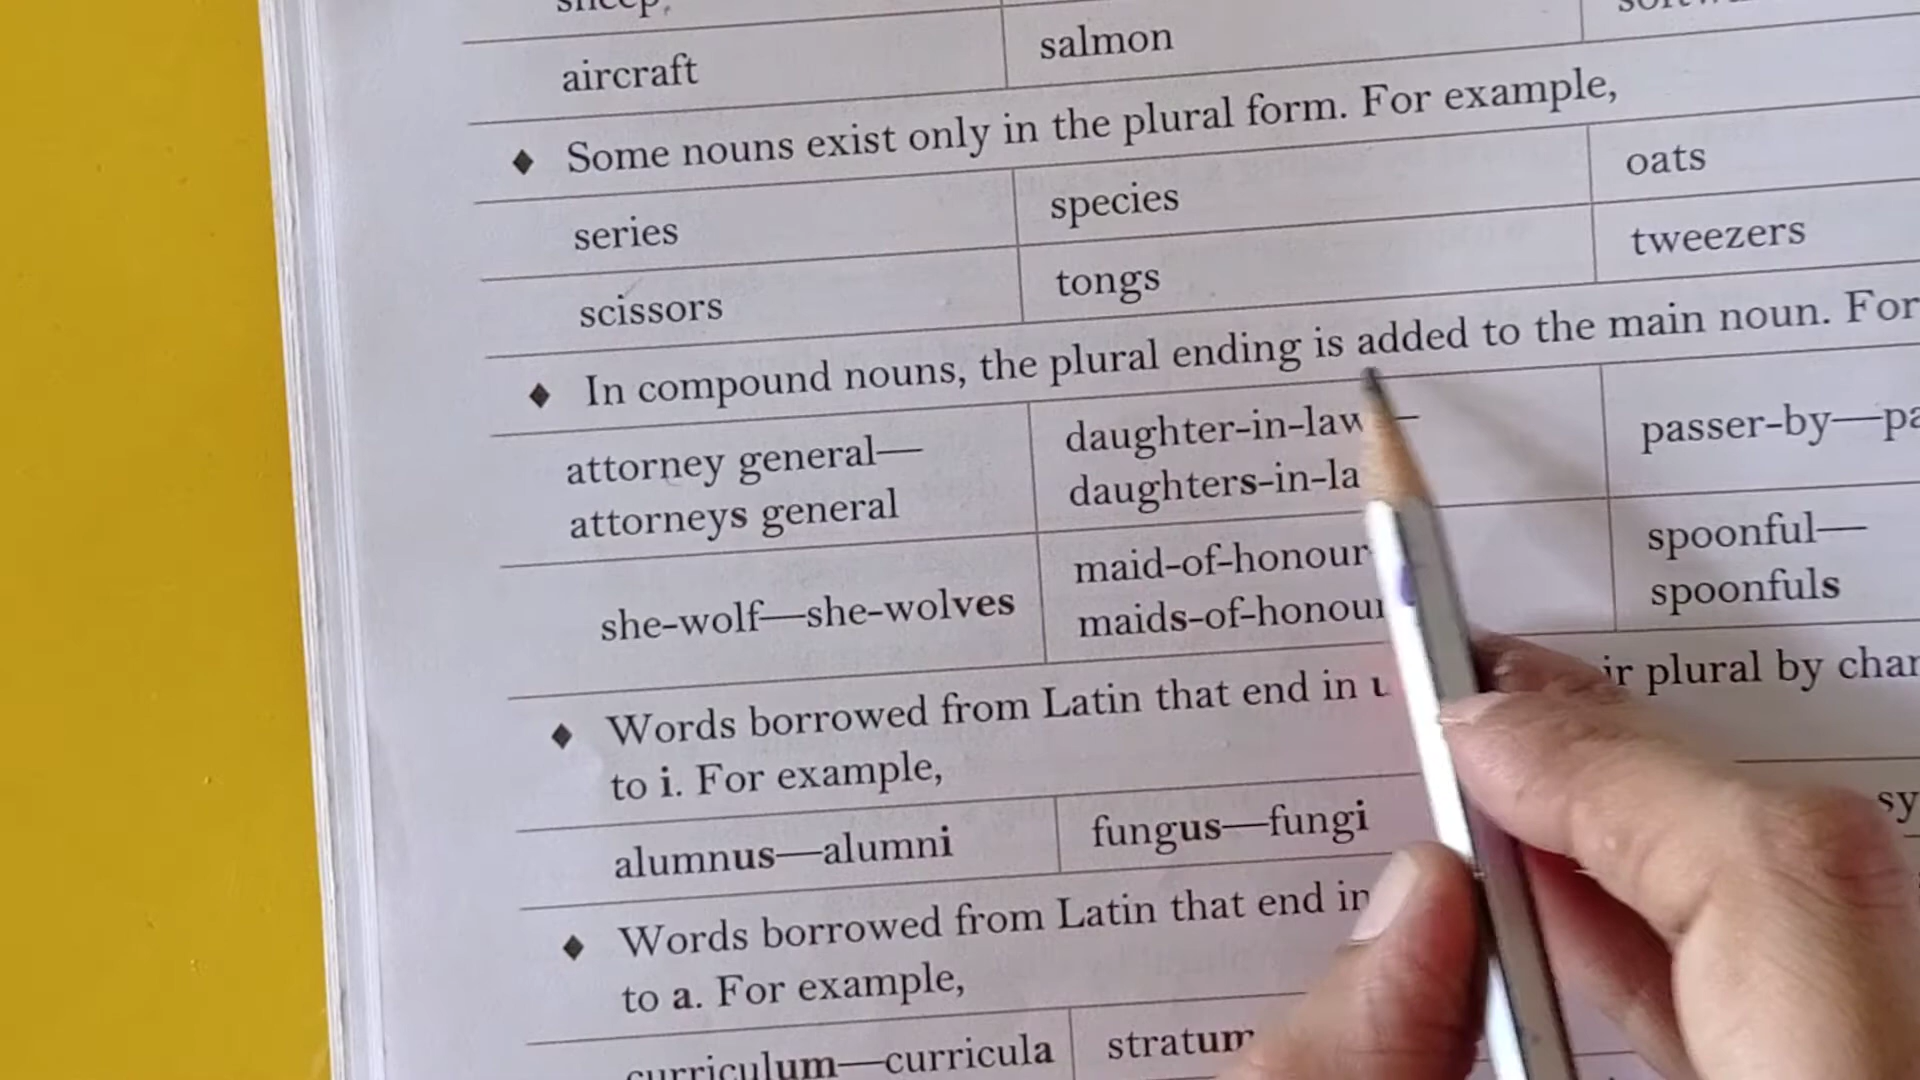 aircraft salmon
Some nouns exist only in the plural form. For example,
series species oats
scissors tongs tweezers
In compound nouns, the plural ending is added to the main noun. For
attorney general—
attorneys general
daughter-in-law—
daughters-in-la
passer-by—pa
she-wolf—she-wolves
maid-of-honour
maids-of-honour
spoonful—
spoonfuls
Words borrowed from Latin that end in plural by
to i. For example,
alumnus—alumni fungus—fungi
Words borrowed from Latin that end in
to a. For example,
curriculum—curricula stratum